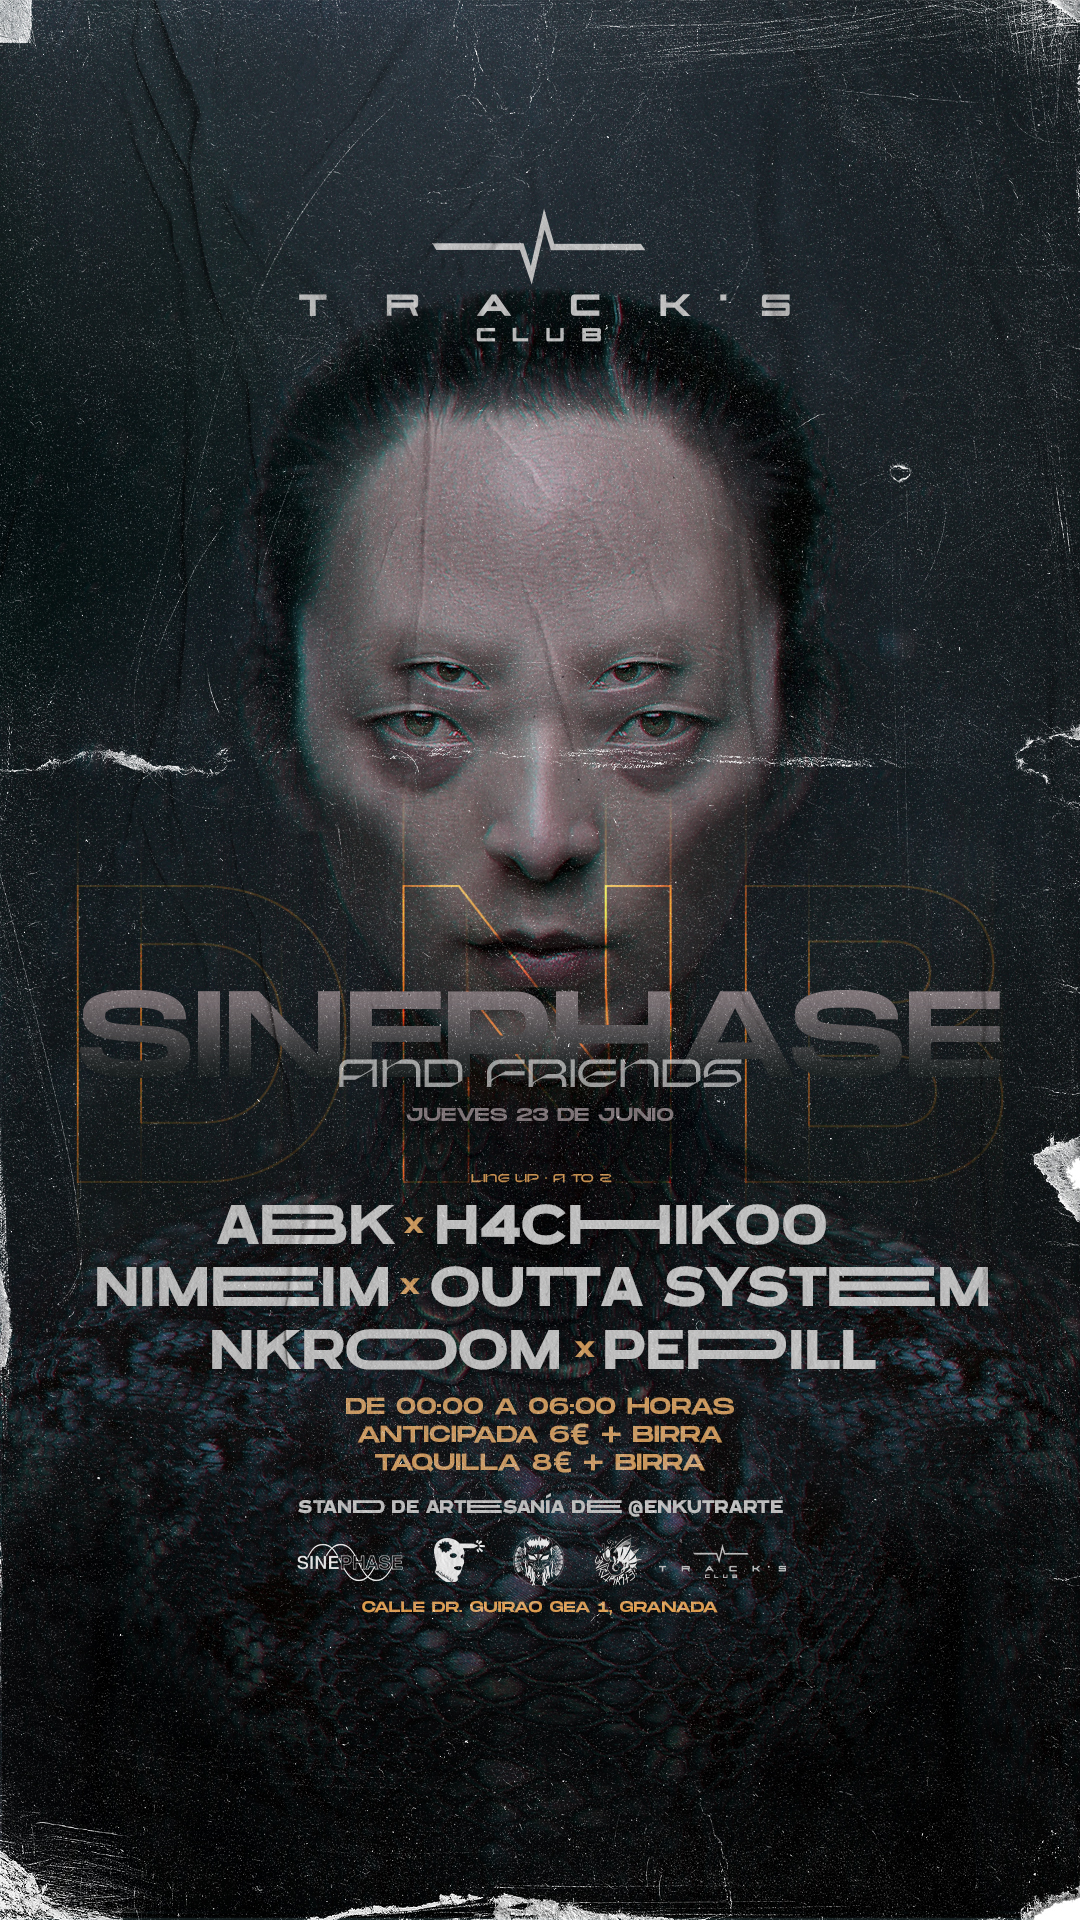 TRACK'S
CLUB
DNB
SINEPHASE
AND FRIENDS
JUEVES 23 DE JUNIO
LINE UP · A TO Z
AEBK x H4CHIKOO
NIMEEIM x OUTTA SYSTEEM
NKROOM x PEPILL
DE 00:00 A 06:00 HORAS
ANTICIPADA 6€ + BIRRA
TAQUILLA 8€ + BIRRA
STAND DE ARTESANÍA DE @ENKUTRARTE
SINEPHASE
TRACK'S
CLUB
CALLE DR. GUIRAO GEA 1, GRANADA